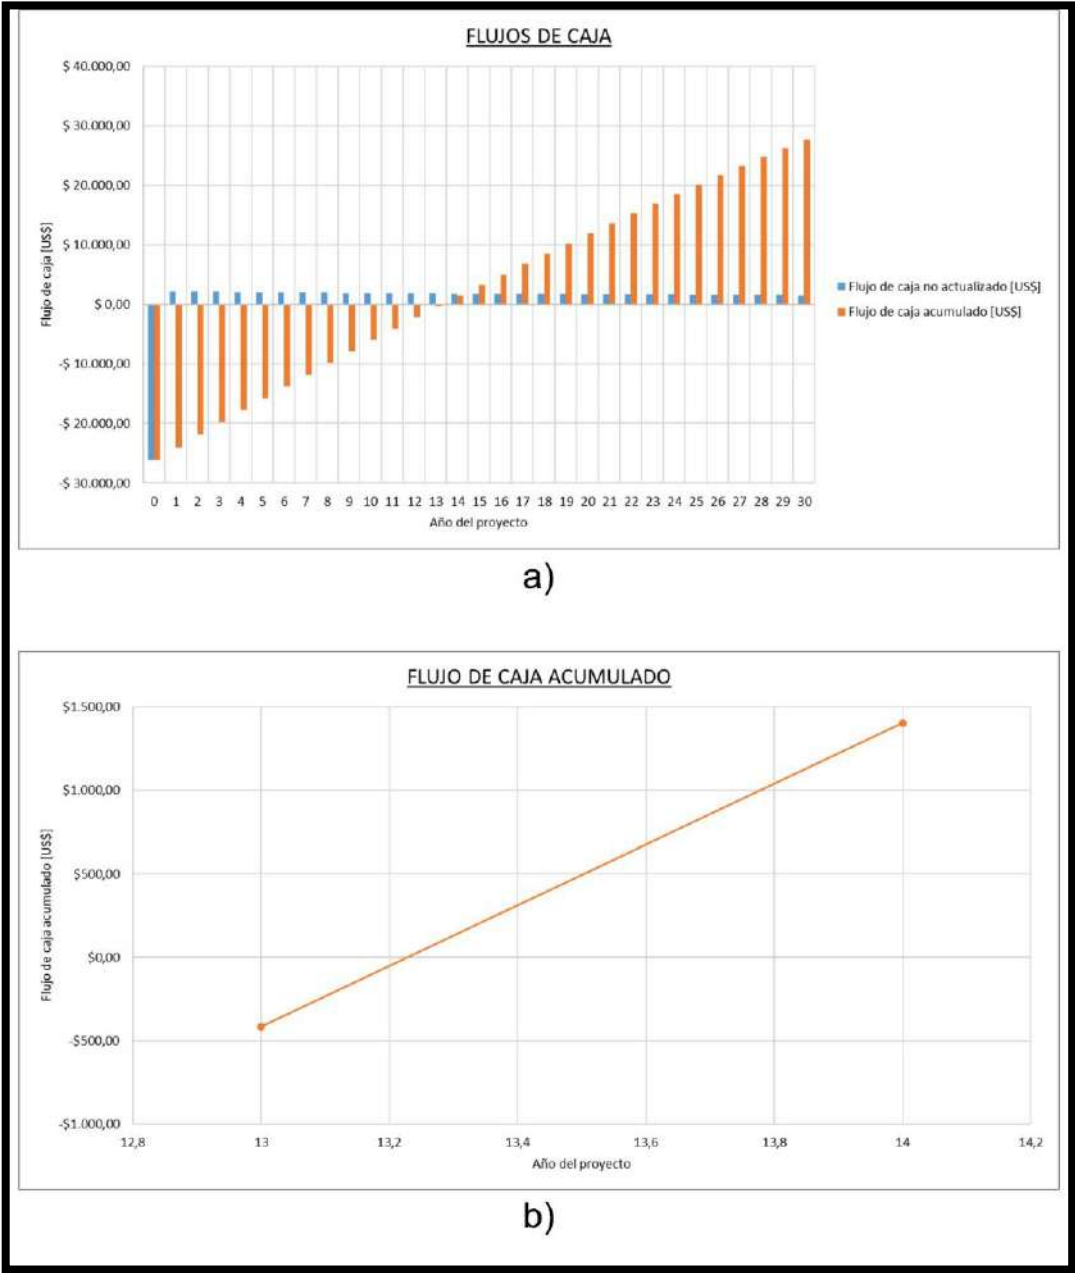 FLUJOS DE CAJA
$ 40.000,00
$ 30.000,00
$ 20.000,00
$ 10.000,00
$ 0,00
-$ 10.000,00
-$ 20.000,00
-$ 30.000,00
Flujo de caja [US$]
0 1 2 3 4 5 6 7 8 9 10 11 12 13 14 15 16 17 18 19 20 21 22 23 24 25 26 27 28 29 30
Año del proyecto
Flujo de caja no actualizado [US$]
Flujo de caja acumulado [US$]
a)
FLUJO DE CAJA ACUMULADO
$1.500,00
$1.000,00
$500,00
$0,00
-$500,00
-$1.000,00
Flujo de caja acumulado [US$]
12,8 13 13,2 13,4 13,6 13,8 14 14,2
Año del proyecto
b)